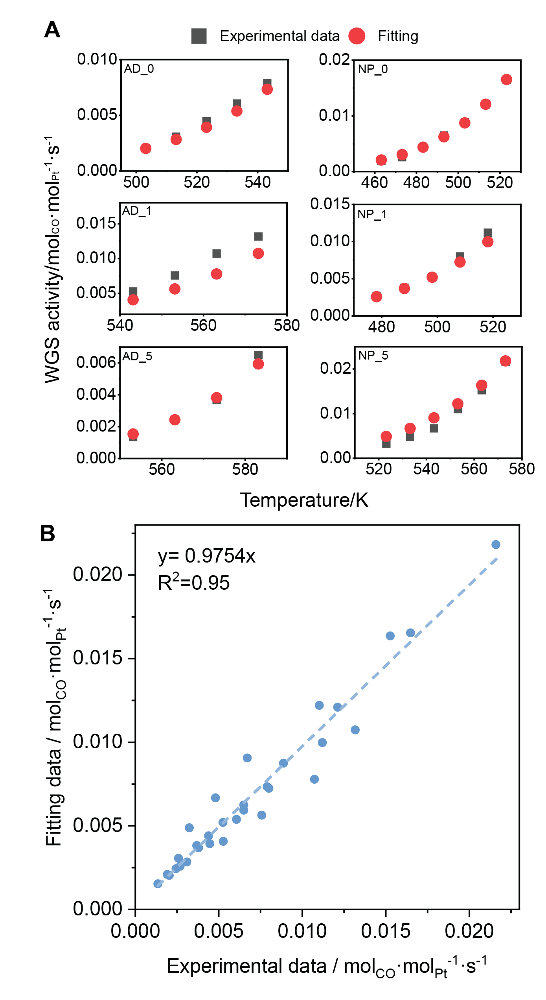 A
Experimental data Fitting
WGS activity/molCO·molPt-1·s-1
0.010
0.005
0.000
AD_0
500 520 540
0.02
0.01
0.00
NP_0
460 480 500 520
0.015
0.010
0.005
AD_1
540 560 580
0.015
0.010
0.005
0.000
NP_1
480 500 520
0.006
0.004
0.002
0.000
AD_5
560 580
0.02
0.01
0.00
NP_5
520 540 560 580
Temperature/K
B
y= 0.9754x
R2=0.95
Fitting data / molCO·molPt-1·s-1
0.020
0.015
0.010
0.005
0.000
0.000 0.005 0.010 0.015 0.020
Experimental data / molCO·molPt-1·s-1